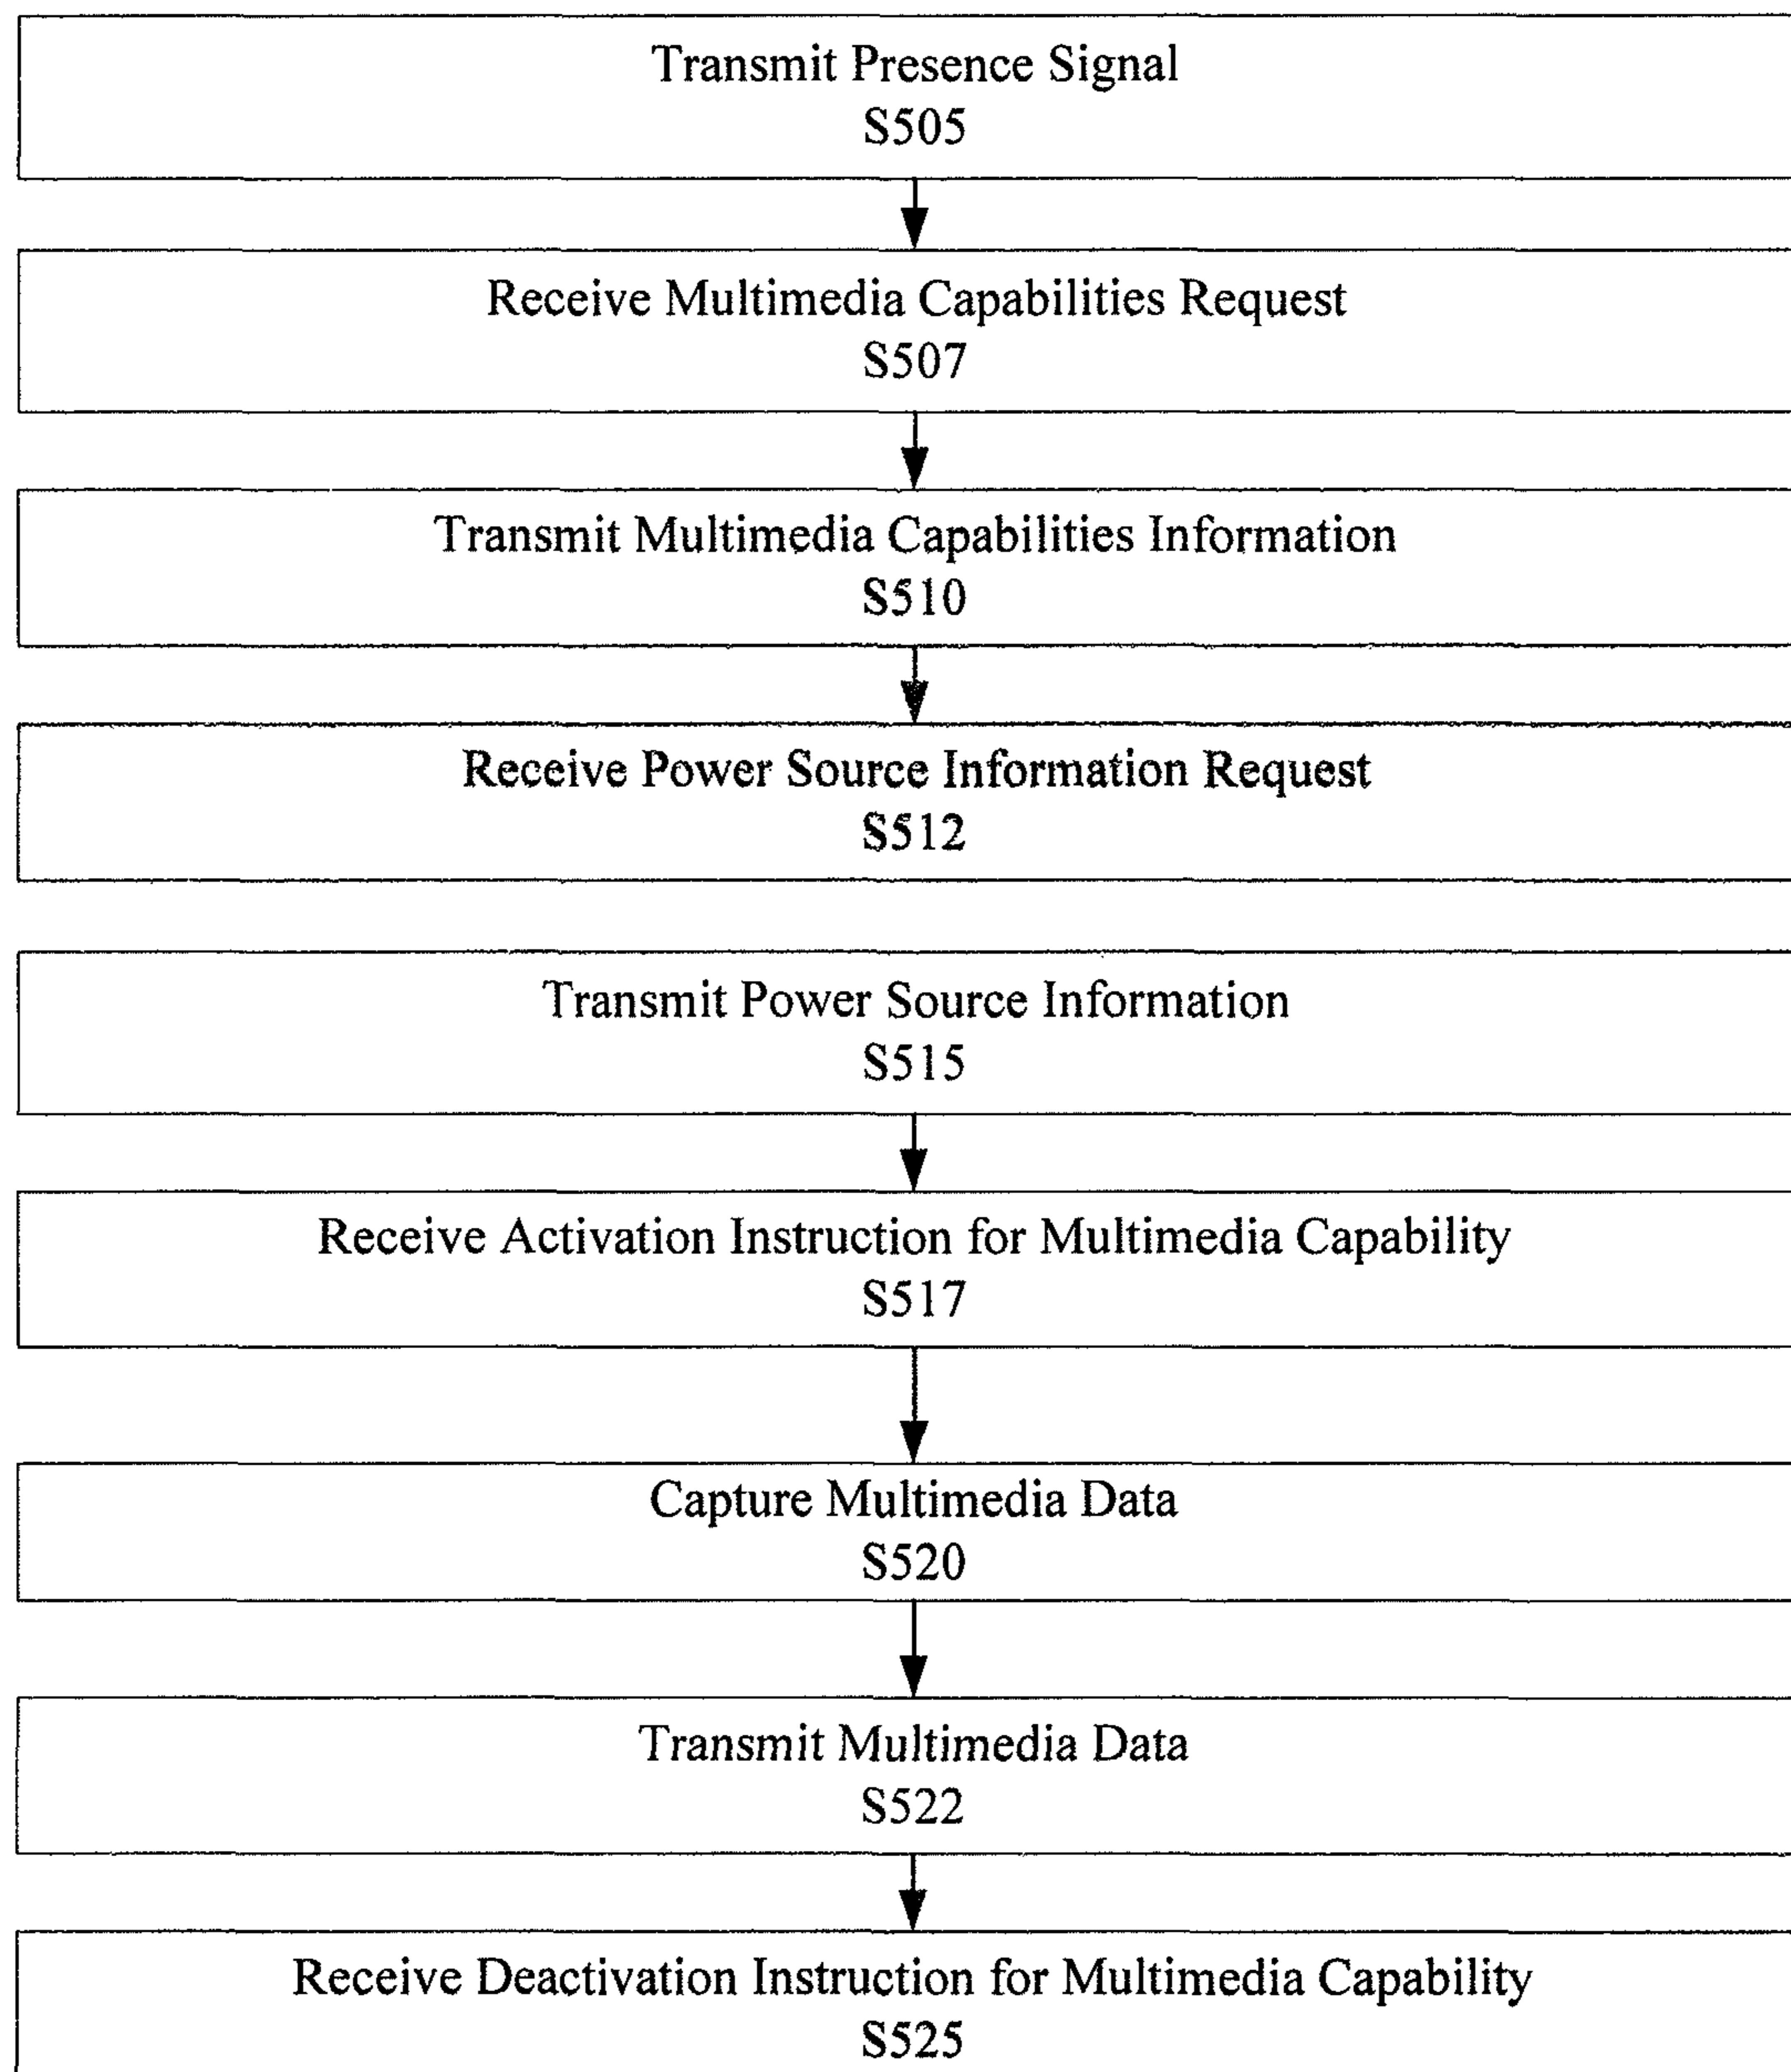 Transmit Presence Signal
S505
Receive Multimedia Capabilities Request
S507
Transmit Multimedia Capabilities Information
S510
Receive Power Source Information Request
S512
Transmit Power Source Information
S515
Receive Activation Instruction for Multimedia Capability
S517
Capture Multimedia Data
S520
Transmit Multimedia Data
S522
Receive Deactivation Instruction for Multimedia Capability
S525